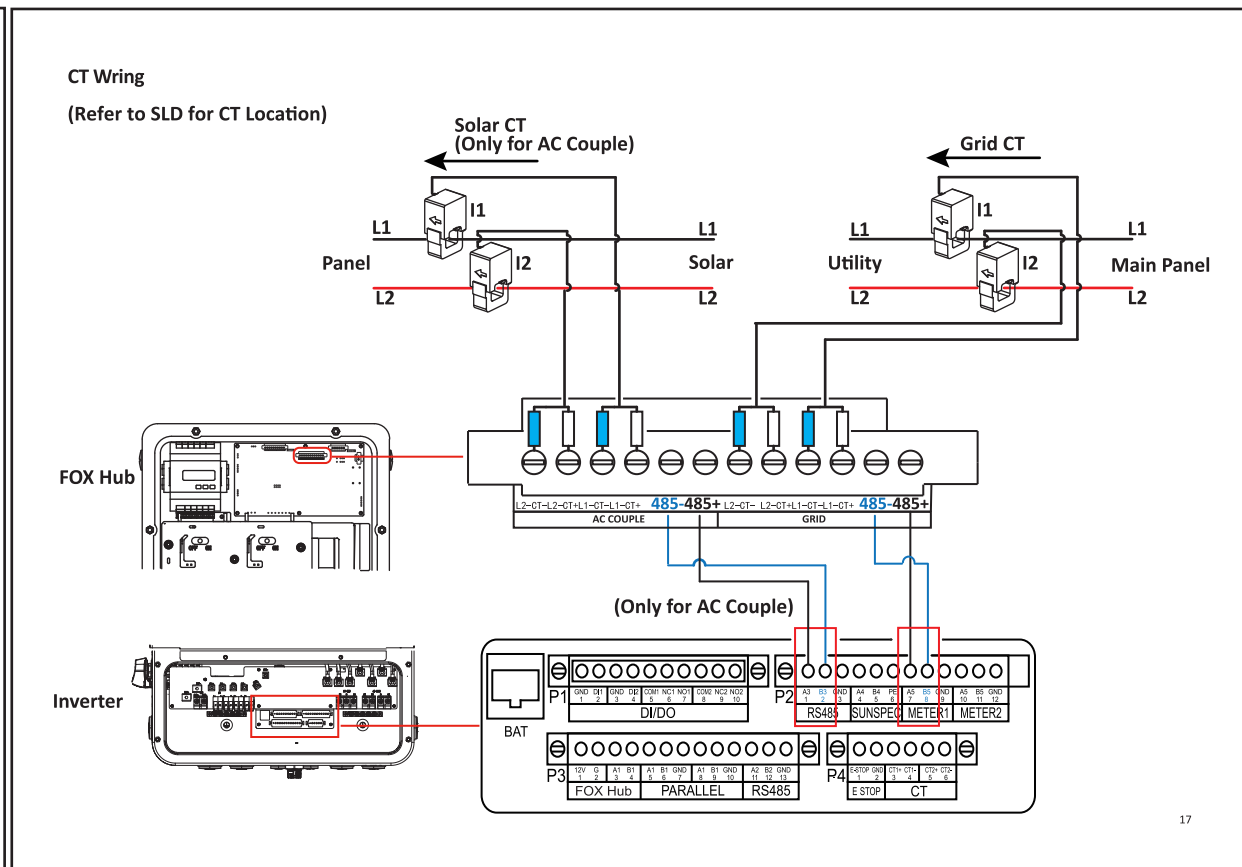 CT Wring
(Refer to SLD for CT Location)
Solar CT
(Only for AC Couple)
Grid CT
I1
I1
L1
L1
L1
L1
Panel
I2
Solar
Utility
I2
Main Panel
L2
L2
L2
L2
FOX Hub
OFF ON
OFF ON
L2-CT- L2-CT+ L1-CT- L1-CT+ 485- 485+ L2-CT- L2-CT+ L1-CT- L1-CT+ 485- 485+
AC COUPLE GRID
(Only for AC Couple)
Inverter
BAT
P1
GND DI1 GND DI2 COM1 NC1 NO1 COM2 NC2 NO2
1 2 3 4 5 6 7 8 9 10
DI/DO
P2
A3 B3 GND A4 B4 PE A5 B5 GND A5 B5 GND
1 2 3 4 5 6 7 8 9 10 11 12
RS485 SUNSPEC METER1 METER2
P3
12V G A1 B1 A1 B1 GND A1 B1 GND A2 B2 GND
1 2 3 4 5 6 7 8 9 10 11 12 13
FOX Hub PARALLEL RS485
P4
E-STOP GND CT1+ CT1- CT2+ CT2-
1 2 3 4 5 6
E STOP CT
17